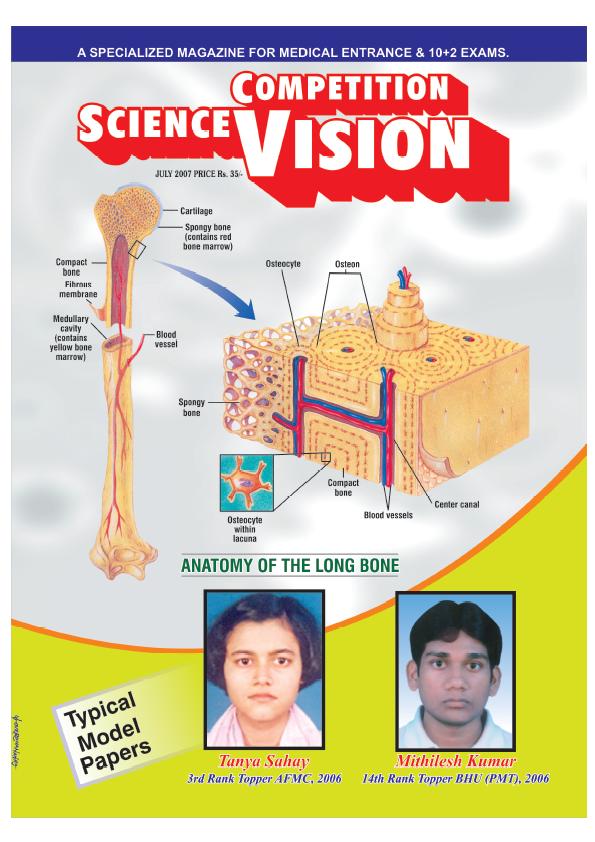 A SPECIALIZED MAGAZINE FOR MEDICAL ENTRANCE & 10+2 EXAMS.
COMPETITION
SCIENCE VISION
JULY 2007 PRICE Rs. 35/-
Cartilage
Spongy bone
(contains red
bone marrow)
Compact
bone
Fibrous
membrane
Medullary
cavity
(contains
yellow bone
marrow)
Blood
vessel
Osteocyte
Osteon
Spongy
bone
Osteocyte
within
lacuna
Compact
bone
Blood vessels
Center canal
ANATOMY OF THE LONG BONE
Typical
Model
Papers
Tanya Sahay
3rd Rank Topper AFMC, 2006
Mithilesh Kumar
14th Rank Topper BHU (PMT), 2006